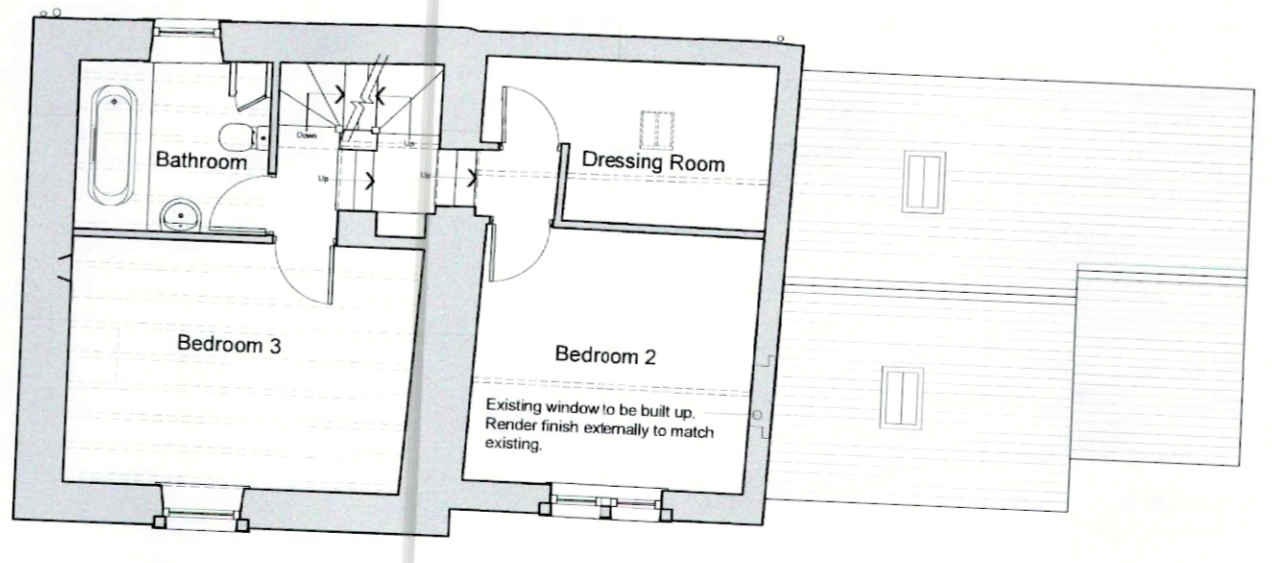 Down
Up
Bathroom
Dressing Room
Up
Up
Bedroom 3
Bedroom 2
Existing window to be built up.
Render finish externally to match
existing.